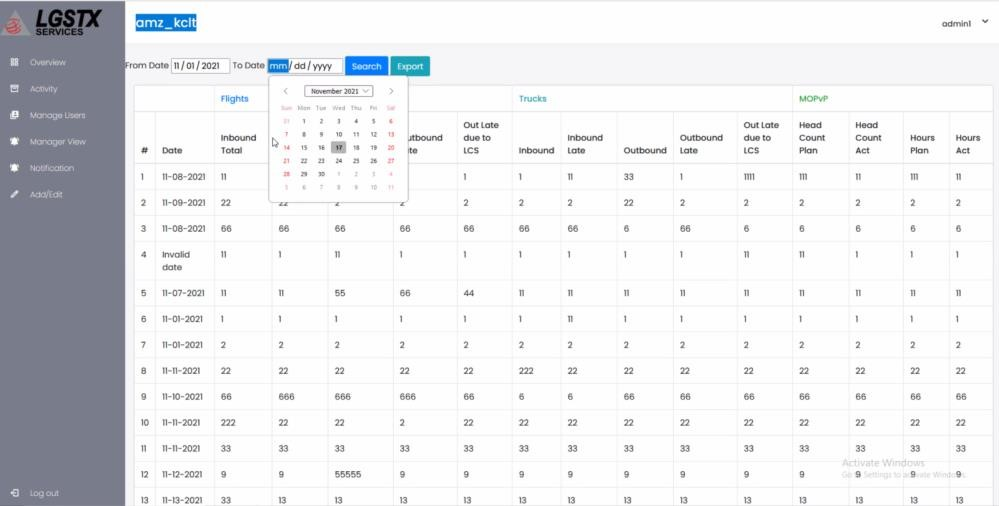 LGSTX
SERVICES
amz_kclt
admin1
Overview
Activity
Manage Users
Manager View
Notification
Add/Edit
Log out
From Date 11/01/2021 To Date mm/dd/yyyy Search Export
November 2021
Sun Mon Tue Wed Thu Fri Sat
31 1 2 3 4 5 6
7 8 9 10 11 12 13
14 15 16 17 18 19 20
21 22 23 24 25 26 27
28 29 30 1 2 3 4
5 6 7 8 9 10 11
Flights Trucks MOPvP
# Date Inbound Total Out Late due to LCS Inbound Inbound Late Outbound Outbound Late Out Late due to LCS Head Count Plan Head Count Act Hours Plan Hours Act
1 11-08-2021 11 1 1 11 33 1 1111 111 11 111 11
2 11-09-2021 22 22 2 2 2 2 2 22 2 2 2 2 2 2
3 11-08-2021 66 66 66 66 66 66 66 6 66 6 6 6 6 6
4 Invalid date 11 1 11 1 1 1 1 1 1 11 11 1 1 1
5 11-07-2021 11 11 55 66 44 11 11 11 11 11 11 11 11 11
6 11-01-2021 1 1 1 1 1 1 11 1 1 1 1 1 1 1
7 11-01-2021 2 2 2 2 2 2 2 2 2 2 2 2 2 2
8 11-11-2021 22 22 22 22 22 222 22 22 22 22 22 22 22 22
9 11-10-2021 66 666 666 666 66 6 6 66 66 66 66 66 66 66
10 11-11-2021 222 22 22 2 22 22 22 22 22 22 22 22 22 22
11 11-11-2021 33 33 33 33 33 33 33 33 33 33 33 33 33 33
12 11-12-2021 9 9 55555 9 9 9 9 9 9 9 9 9 9 9
13 11-13-2021 33 13 13 13 13 13 13 13 13 13 13 13 13 13
Activate Windows
Go to Settings to activate Windows.